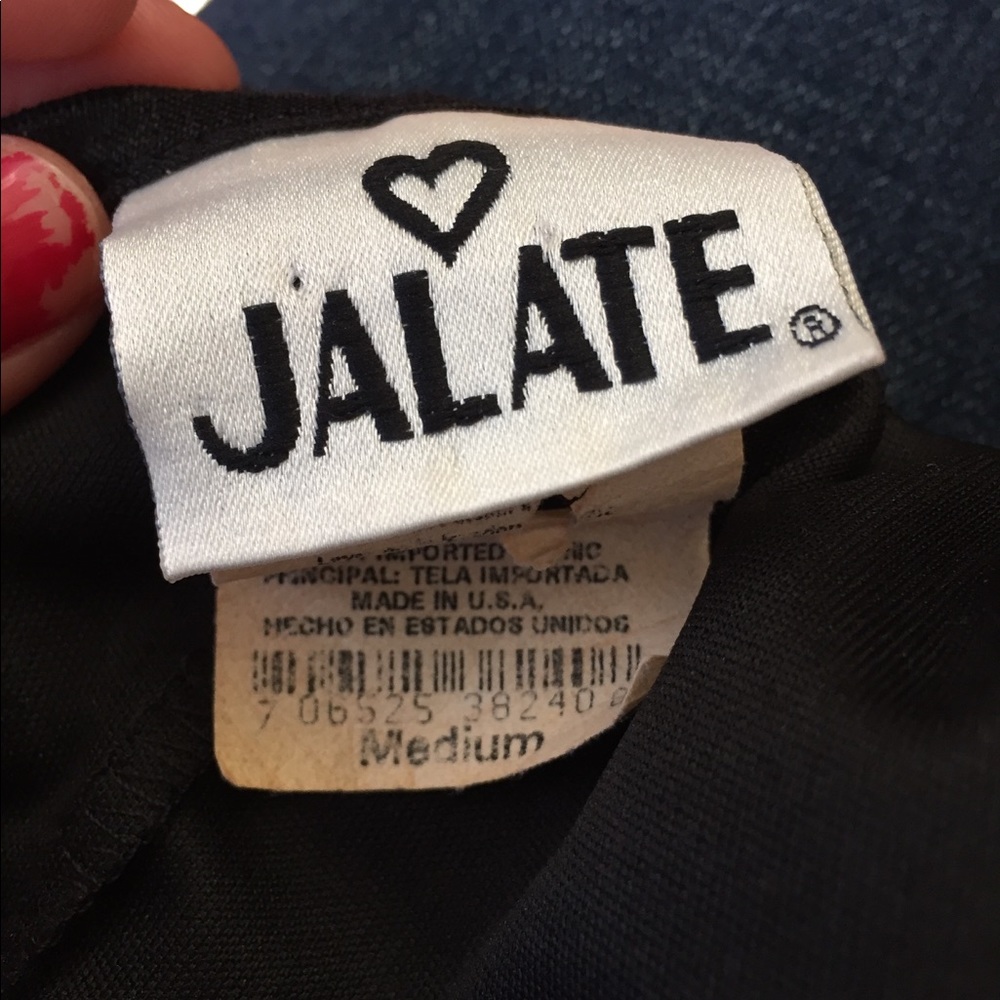 JALATE ®
IMPORTED
PRINCIPAL: TELA IMPORTADA
MADE IN U.S.A.
HECHO EN ESTADOS UNIDOS
7 06525 38240
Medium